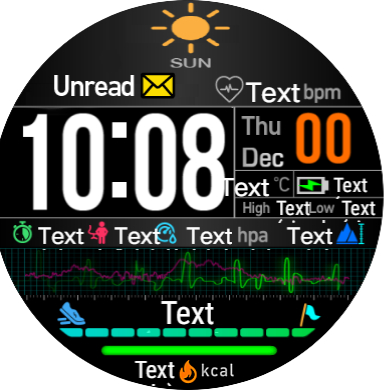 SUN
Unread Text bpm
10:08
Thu 00
Dec
Text °C Text
High Text Low Text
Text Text Text hpa Text
Text
Text kcal